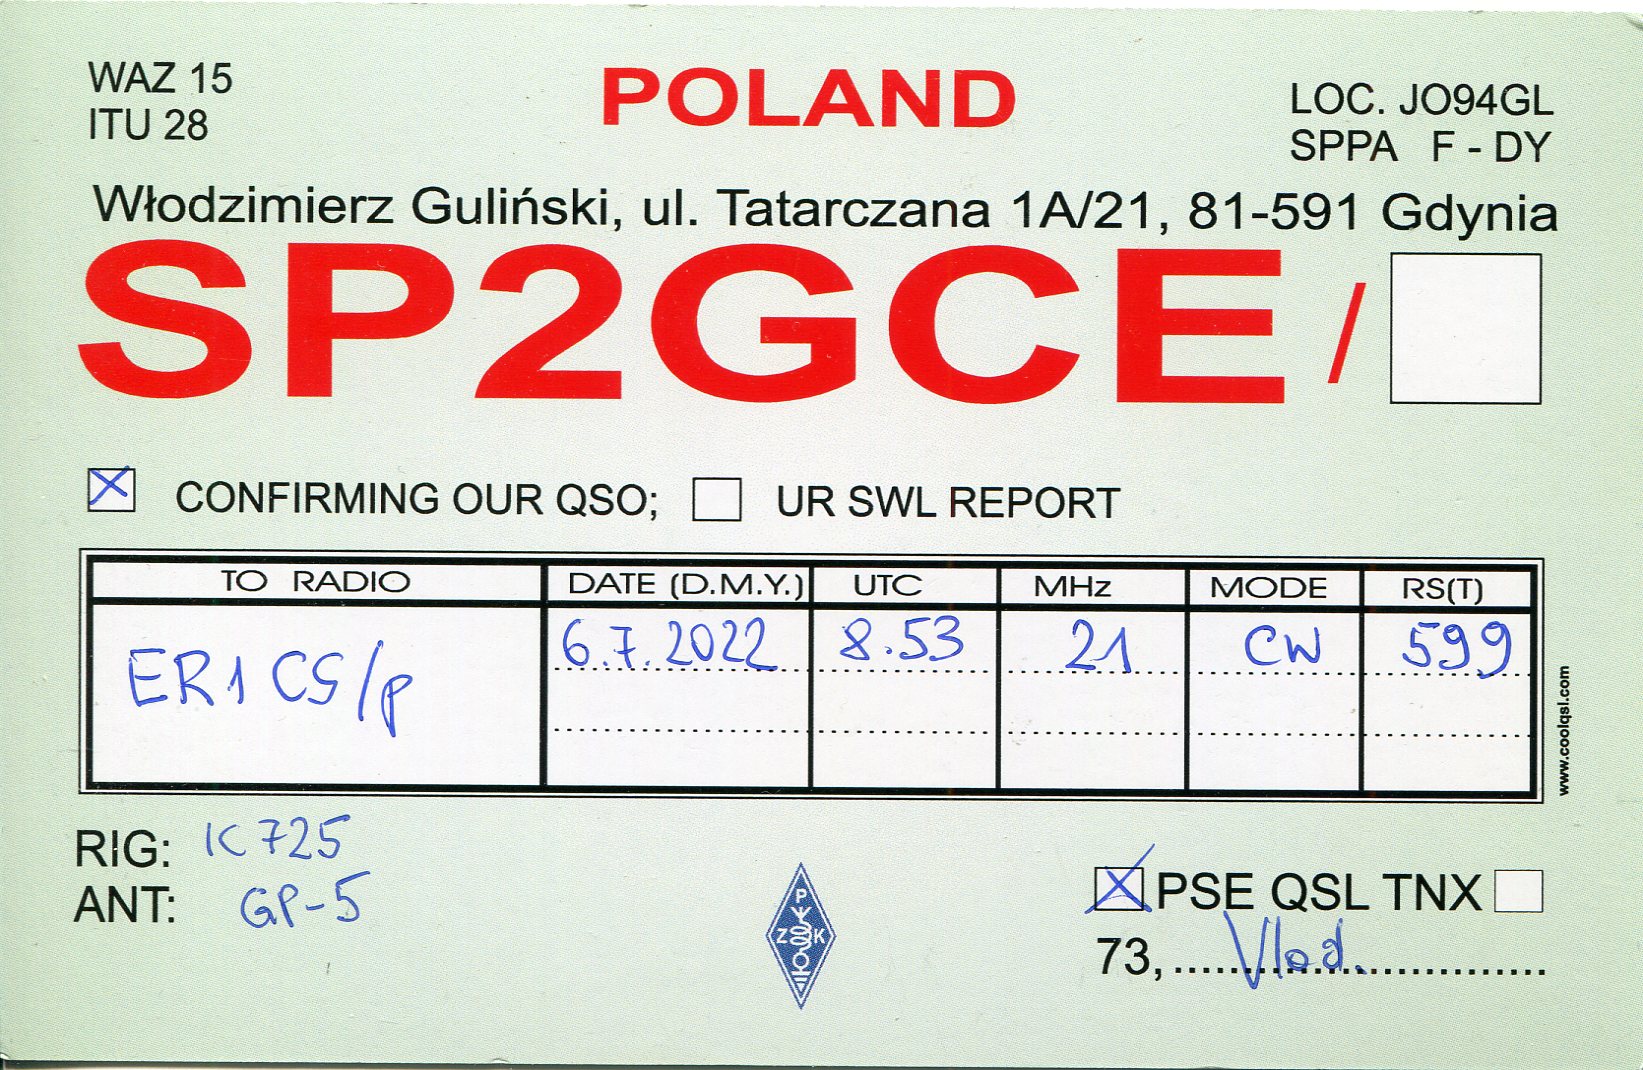 WAZ 15
ITU 28
POLAND
LOC. JO94GL
SPPA F - DY
Włodzimierz Guliński, ul. Tatarczana 1A/21, 81-591 Gdynia
SP2GCE /
X CONFIRMING OUR QSO; UR SWL REPORT
TO RADIO DATE (D.M.Y.) UTC MHz MODE RS(T)
ER1CS/p 6.7.2022 8.53 21 CW 599
www.coolqsl.com
RIG: K725
ANT: GP-5
PZK
X PSE QSL TNX
73, Vlod.